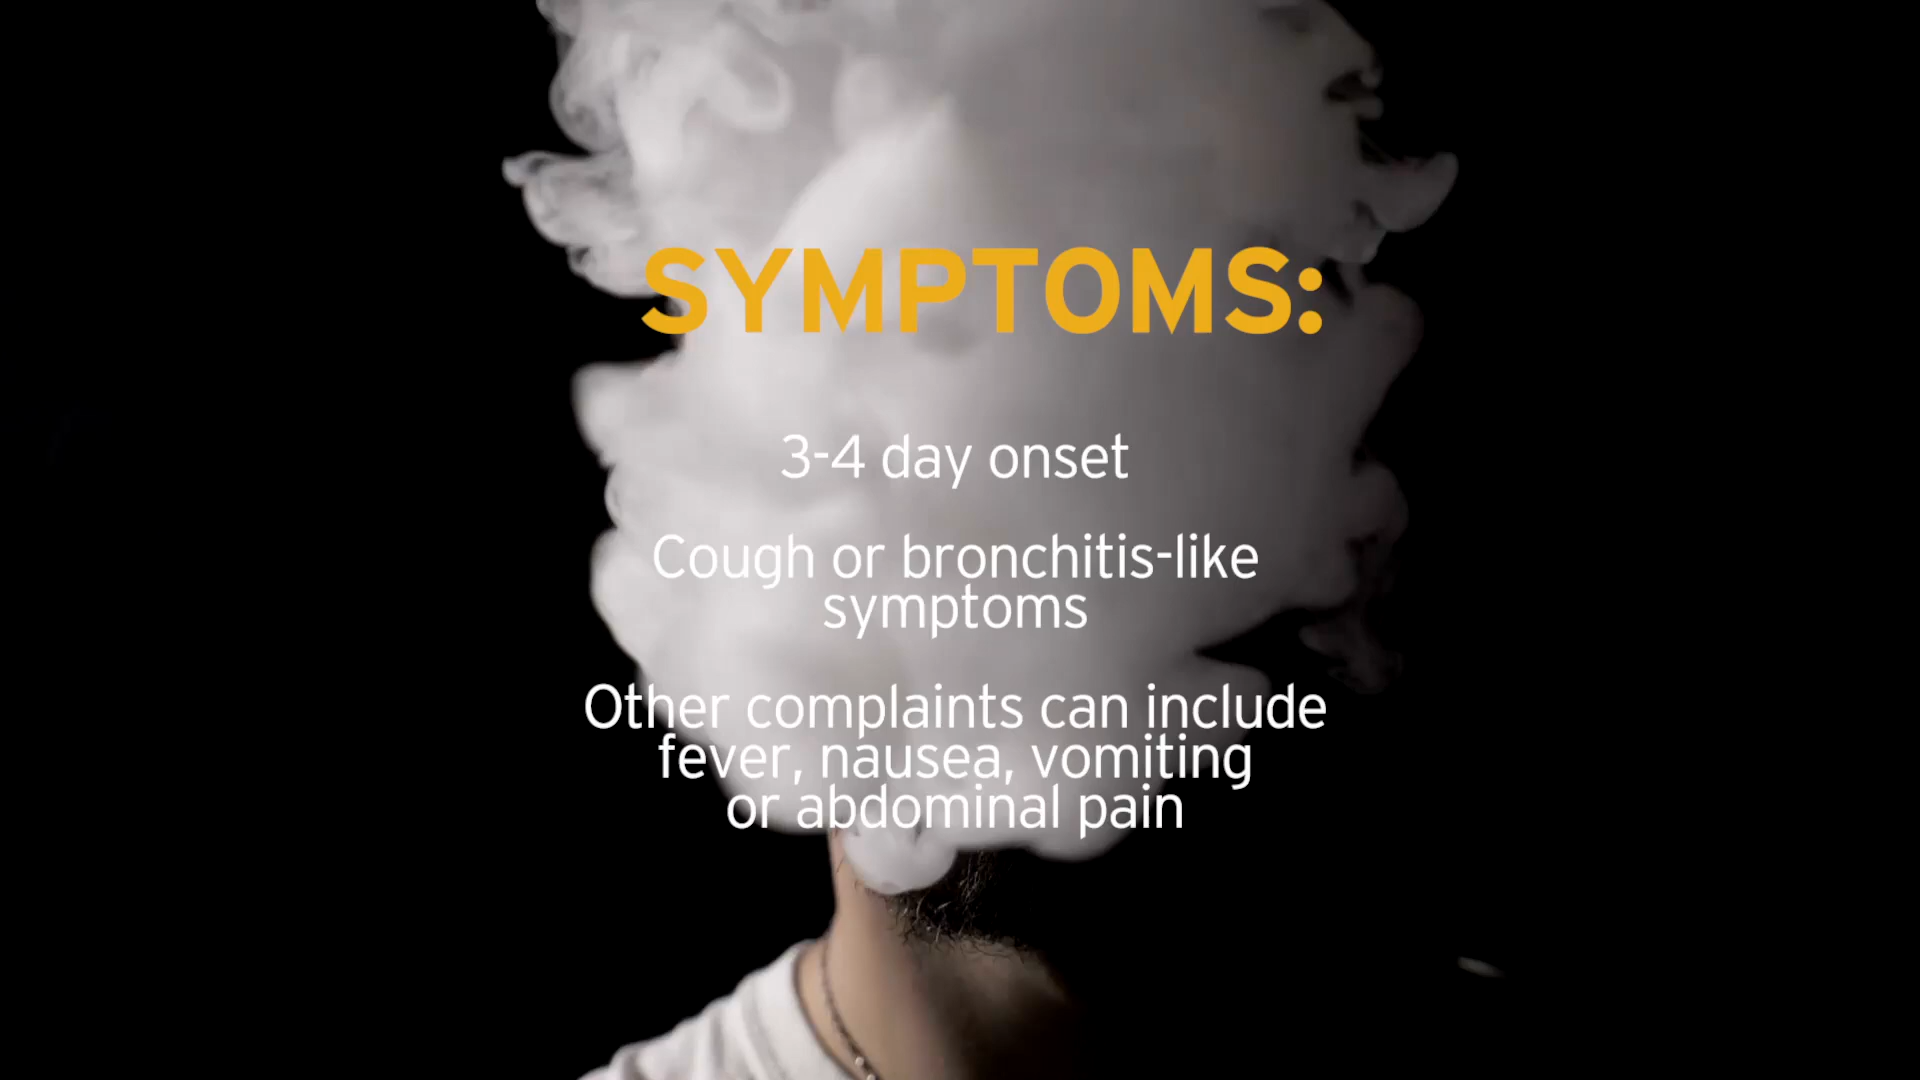 SYMPTOMS:
3-4 day onset
Cough or bronchitis-like
symptoms
Other complaints can include
fever, nausea, vomiting
or abdominal pain